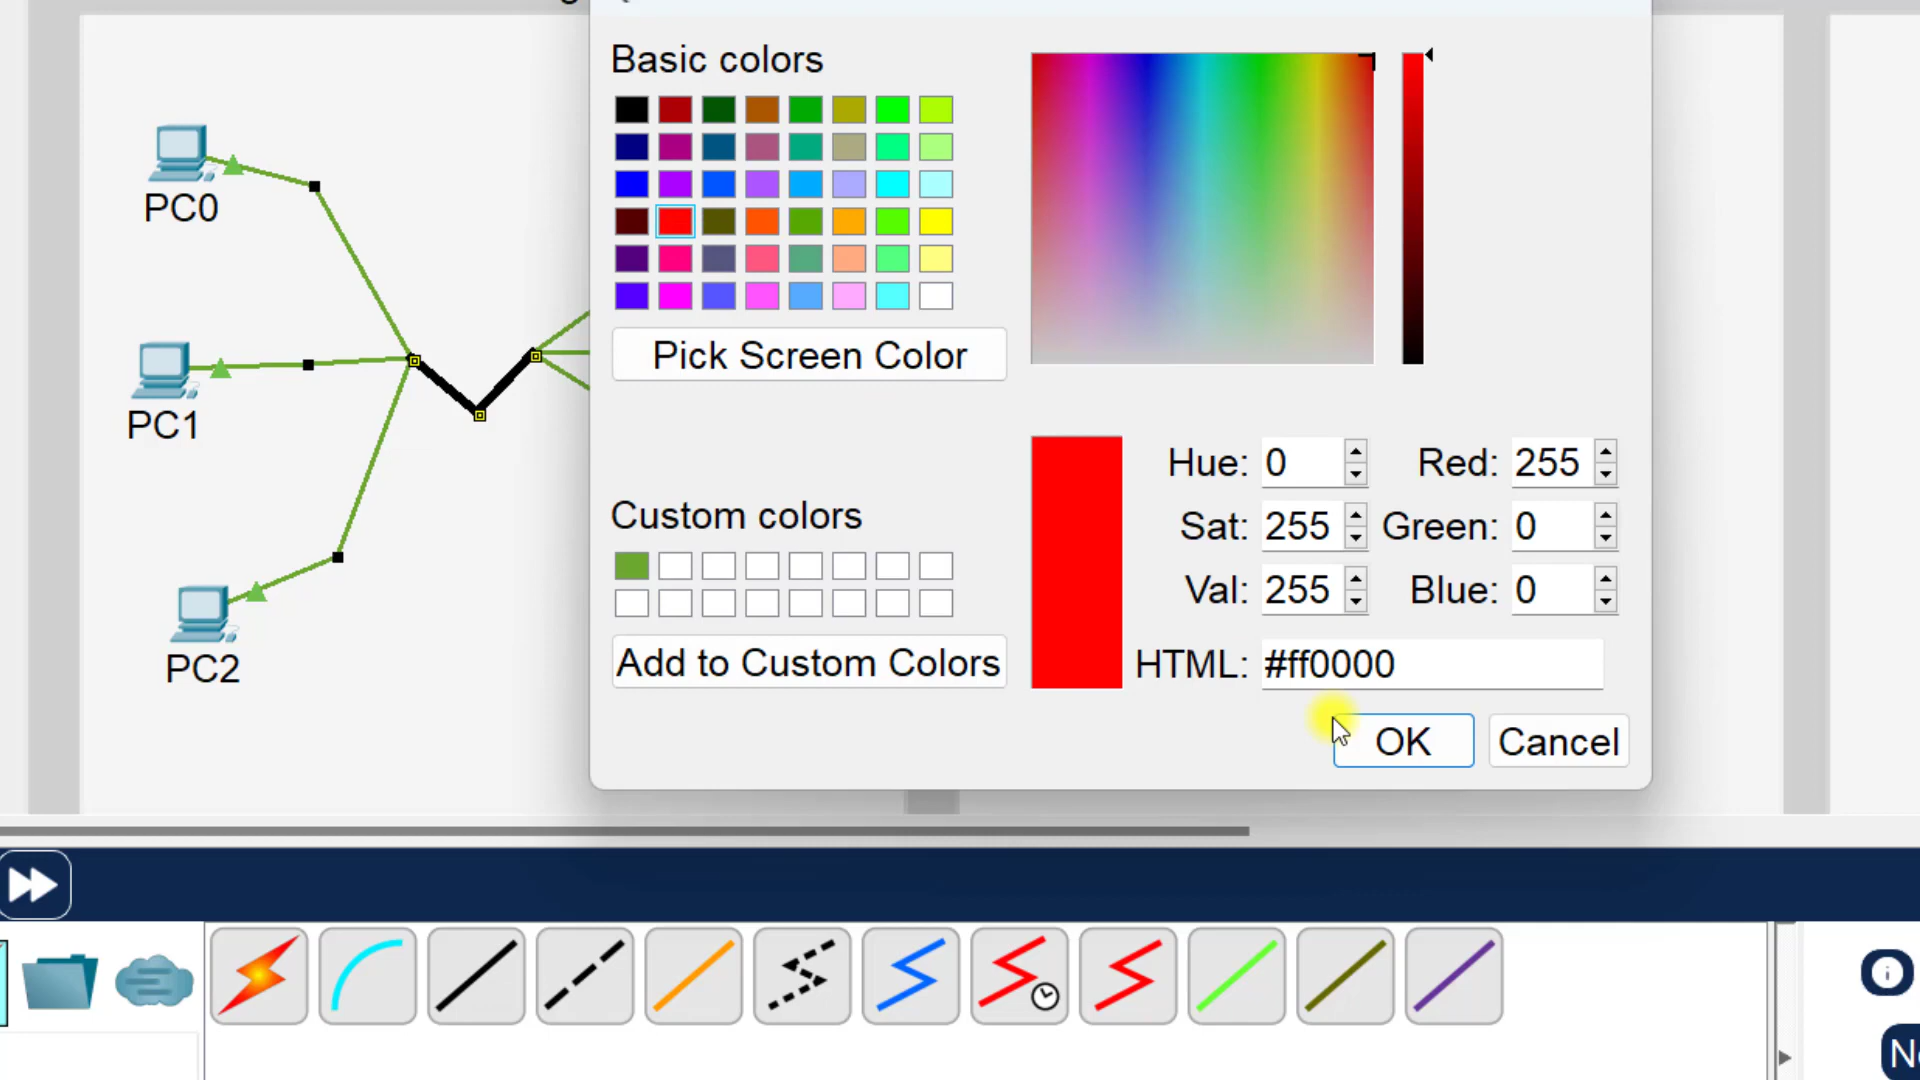 Basic colors
PC0
Pick Screen Color
PC1
Hue: 0
Red: 255
Custom colors
Sat: 255
Green: 0
Val: 255
Blue: 0
PC2
Add to Custom Colors
HTML: #ff0000
OK
Cancel